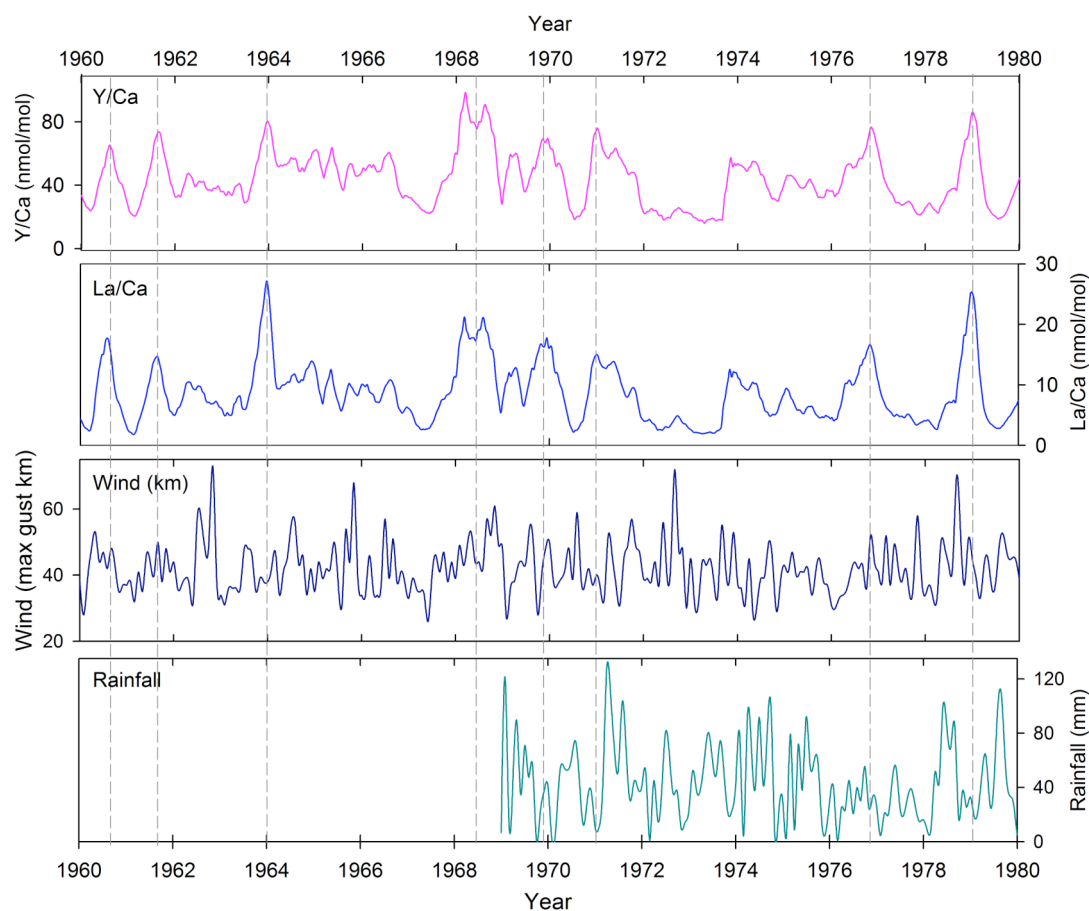 Year
1960 1962 1964 1966 1968 1970 1972 1974 1976 1978 1980
Y/Ca
Y/Ca (nmol/mol)
80
40
0
La/Ca
La/Ca (nmol/mol)
30
20
10
0
Wind (km)
Wind (max gust km)
60
40
20
Rainfall
Rainfall (mm)
120
80
40
0
1960 1962 1964 1966 1968 1970 1972 1974 1976 1978 1980
Year